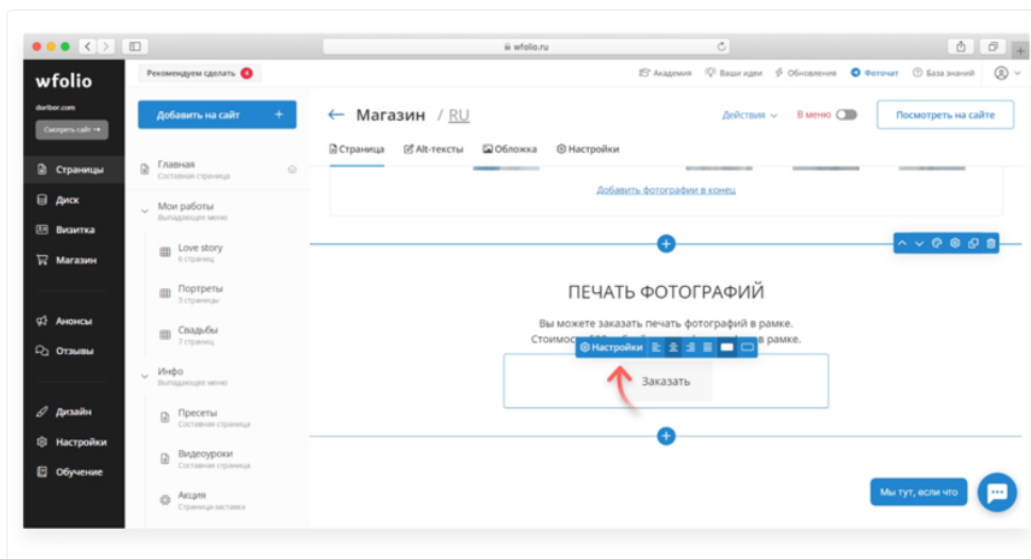 wfolio.ru
wfolio
doribor.com
Смотреть сайт →
Страницы
Диск
Визитка
Магазин
Анонсы
Отзывы
Дизайн
Настройки
Обучение
Рекомендуем сделать 4
Академия Ваши идеи Обновления Фоточат База знаний
Добавить на сайт +
Главная
Составная страница
Мои работы
Выпадающее меню
Love story
6 страниц
Портреты
3 страницы
Свадьбы
7 страниц
Инфо
Выпадающее меню
Пресеты
Составная страница
Видеоуроки
Составная страница
Акция
Страница-заставка
← Магазин / RU
Действия В меню Посмотреть на сайте
Страница Alt-тексты Обложка Настройки
Добавить фотографии в конец
ПЕЧАТЬ ФОТОГРАФИЙ
Вы можете заказать печать фотографий в рамке.
в рамке.
Настройки
Заказать
Мы тут, если что